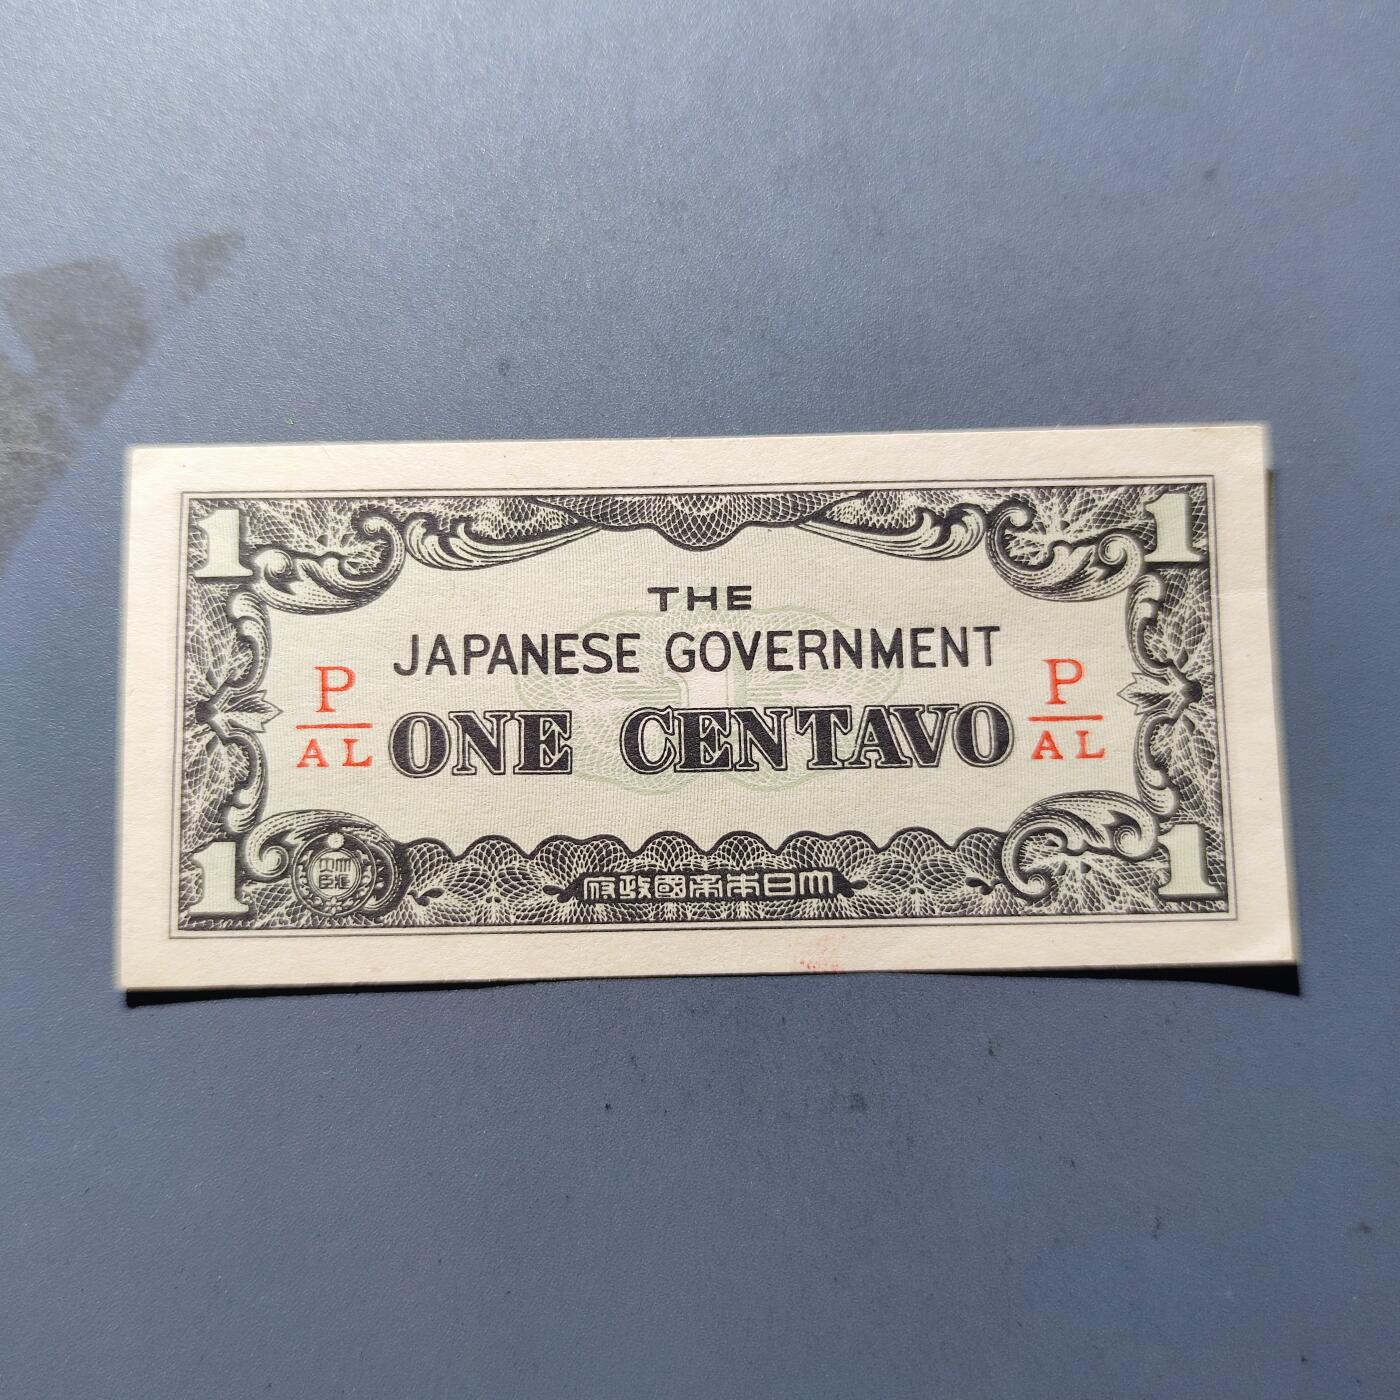 1 1
THE
JAPANESE GOVERNMENT
P P
AL ONE CENTAVO AL
1 1
府政國帝本日大